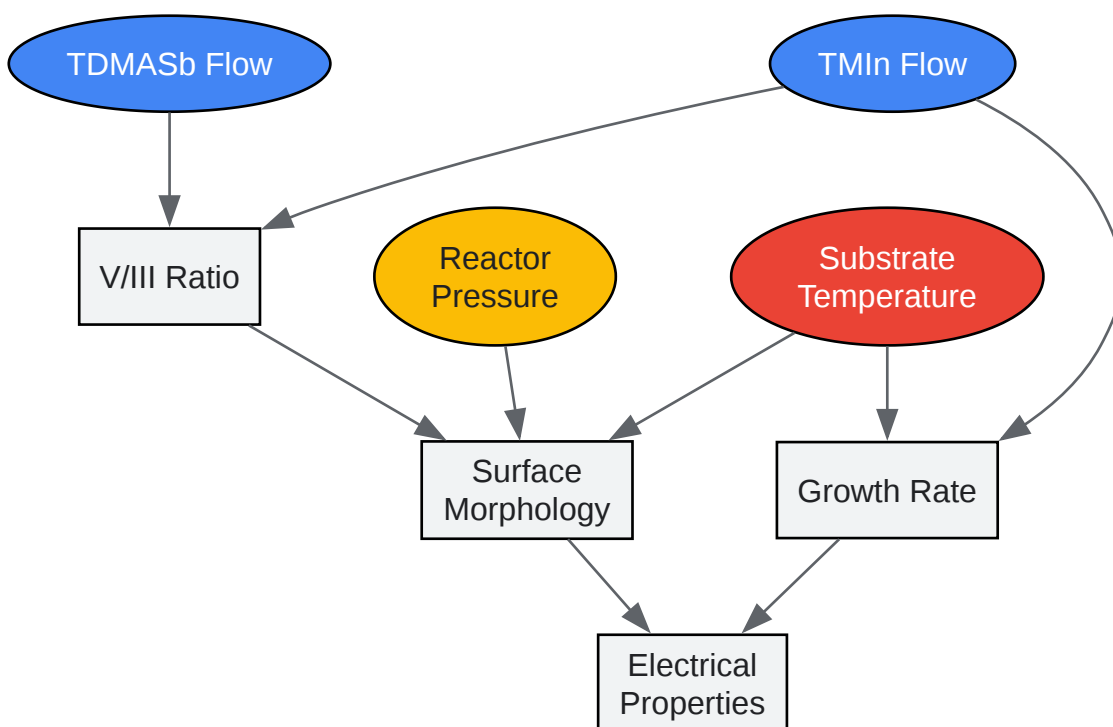 TDMASb Flow
TMIn Flow
V/III Ratio
Reactor
Pressure
Substrate
Temperature
Surface
Morphology
Growth Rate
Electrical
Properties